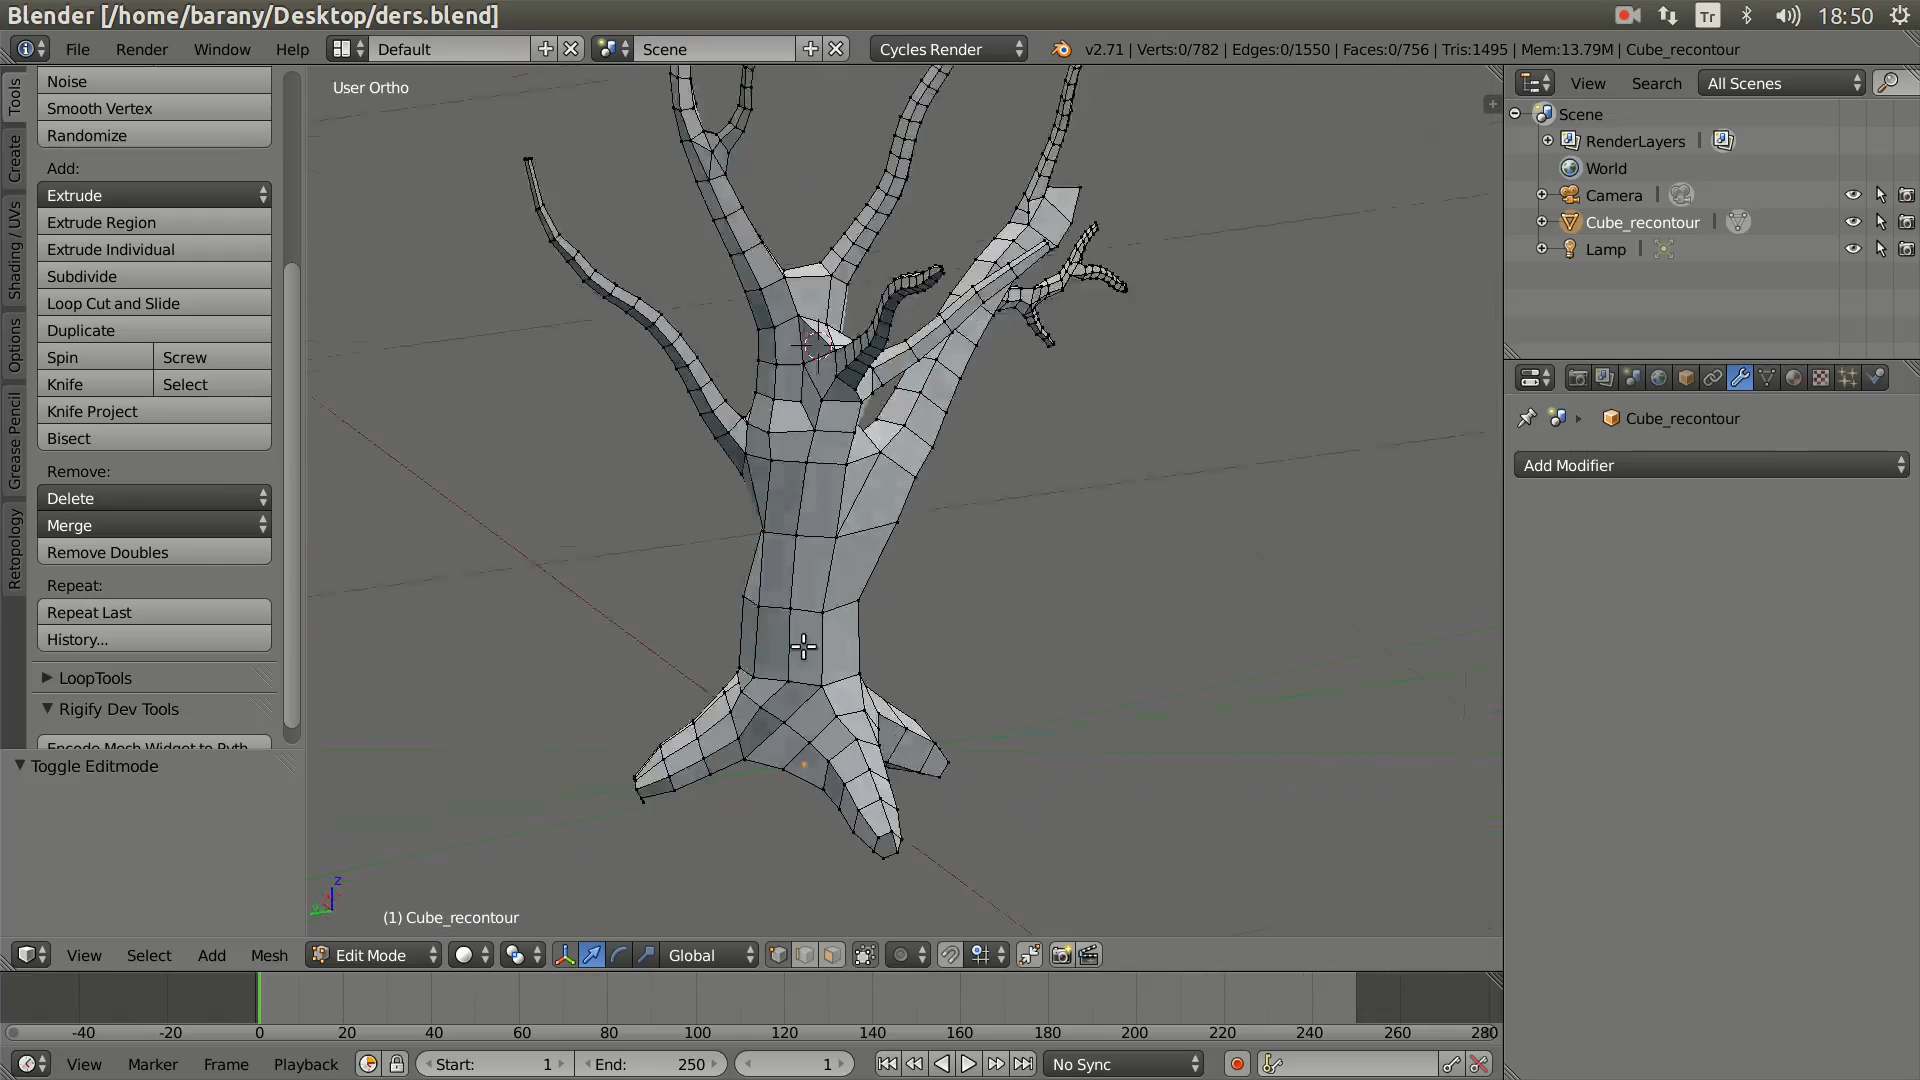 Blender [/home/barany/Desktop/ders.blend]
Tr
18:50
File Render Window Help
Default
Scene
Cycles Render
v2.71 | Verts:0/782 | Edges:0/1550 | Faces:0/756 | Tris:1495 | Mem:13.79M | Cube_recontour
Tools
Create
Shading / UVs
Options
Grease Pencil
Retopology
Noise
Smooth Vertex
Randomize
Add:
Extrude
Extrude Region
Extrude Individual
Subdivide
Loop Cut and Slide
Duplicate
Spin Screw
Knife Select
Knife Project
Bisect
Remove:
Delete
Merge
Remove Doubles
Repeat:
Repeat Last
History...
LoopTools
Rigify Dev Tools
Encode Mesh Widget to Pyth
Toggle Editmode
User Ortho
z
(1) Cube_recontour
View Search All Scenes
Scene
RenderLayers
World
Camera
Cube_recontour
Lamp
Cube_recontour
Add Modifier
View Select Add Mesh Edit Mode Global
-40 -20 0 20 40 60 80 100 120 140 160 180 200 220 240 260 280
View Marker Frame Playback Start: 1 End: 250 1 No Sync